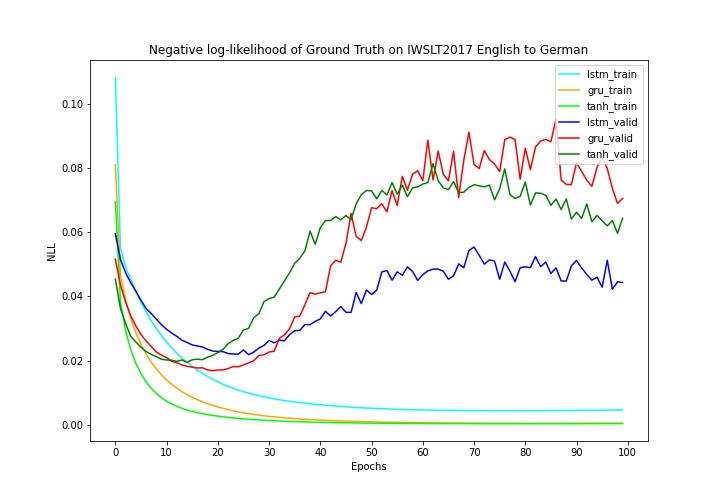 Negative log-likelihood of Ground Truth on IWSLT2017 English to German
lstm_train
gru_train
tanh_train
lstm_valid
gru_valid
tanh_valid
0.10
0.08
0.06
0.04
0.02
0.00
NLL
0 10 20 30 40 50 60 70 80 90 100
Epochs